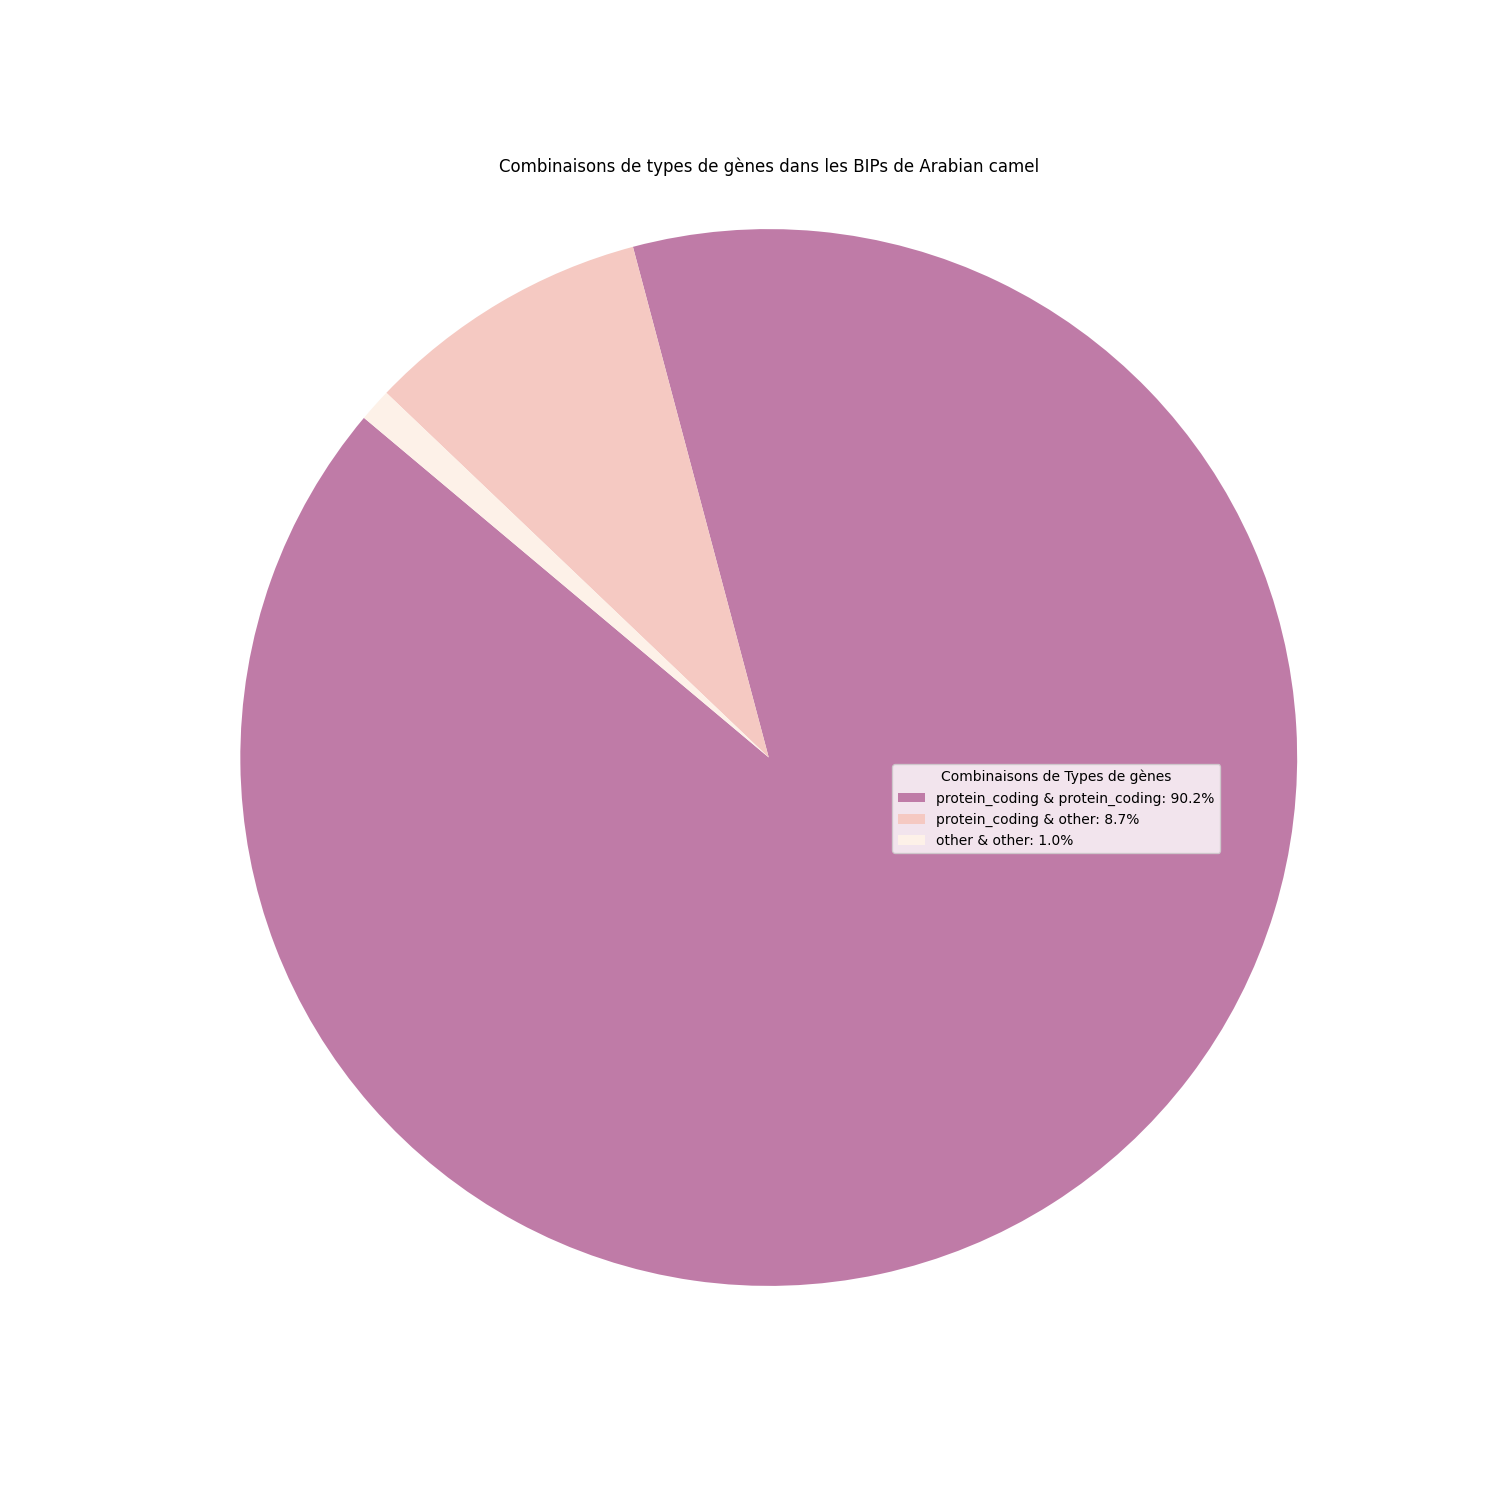 Combinaisons de types de gènes dans les BIPs de Arabian camel
Combinaisons de Types de gènes
protein_coding & protein_coding: 90.2%
protein_coding & other: 8.7%
other & other: 1.0%